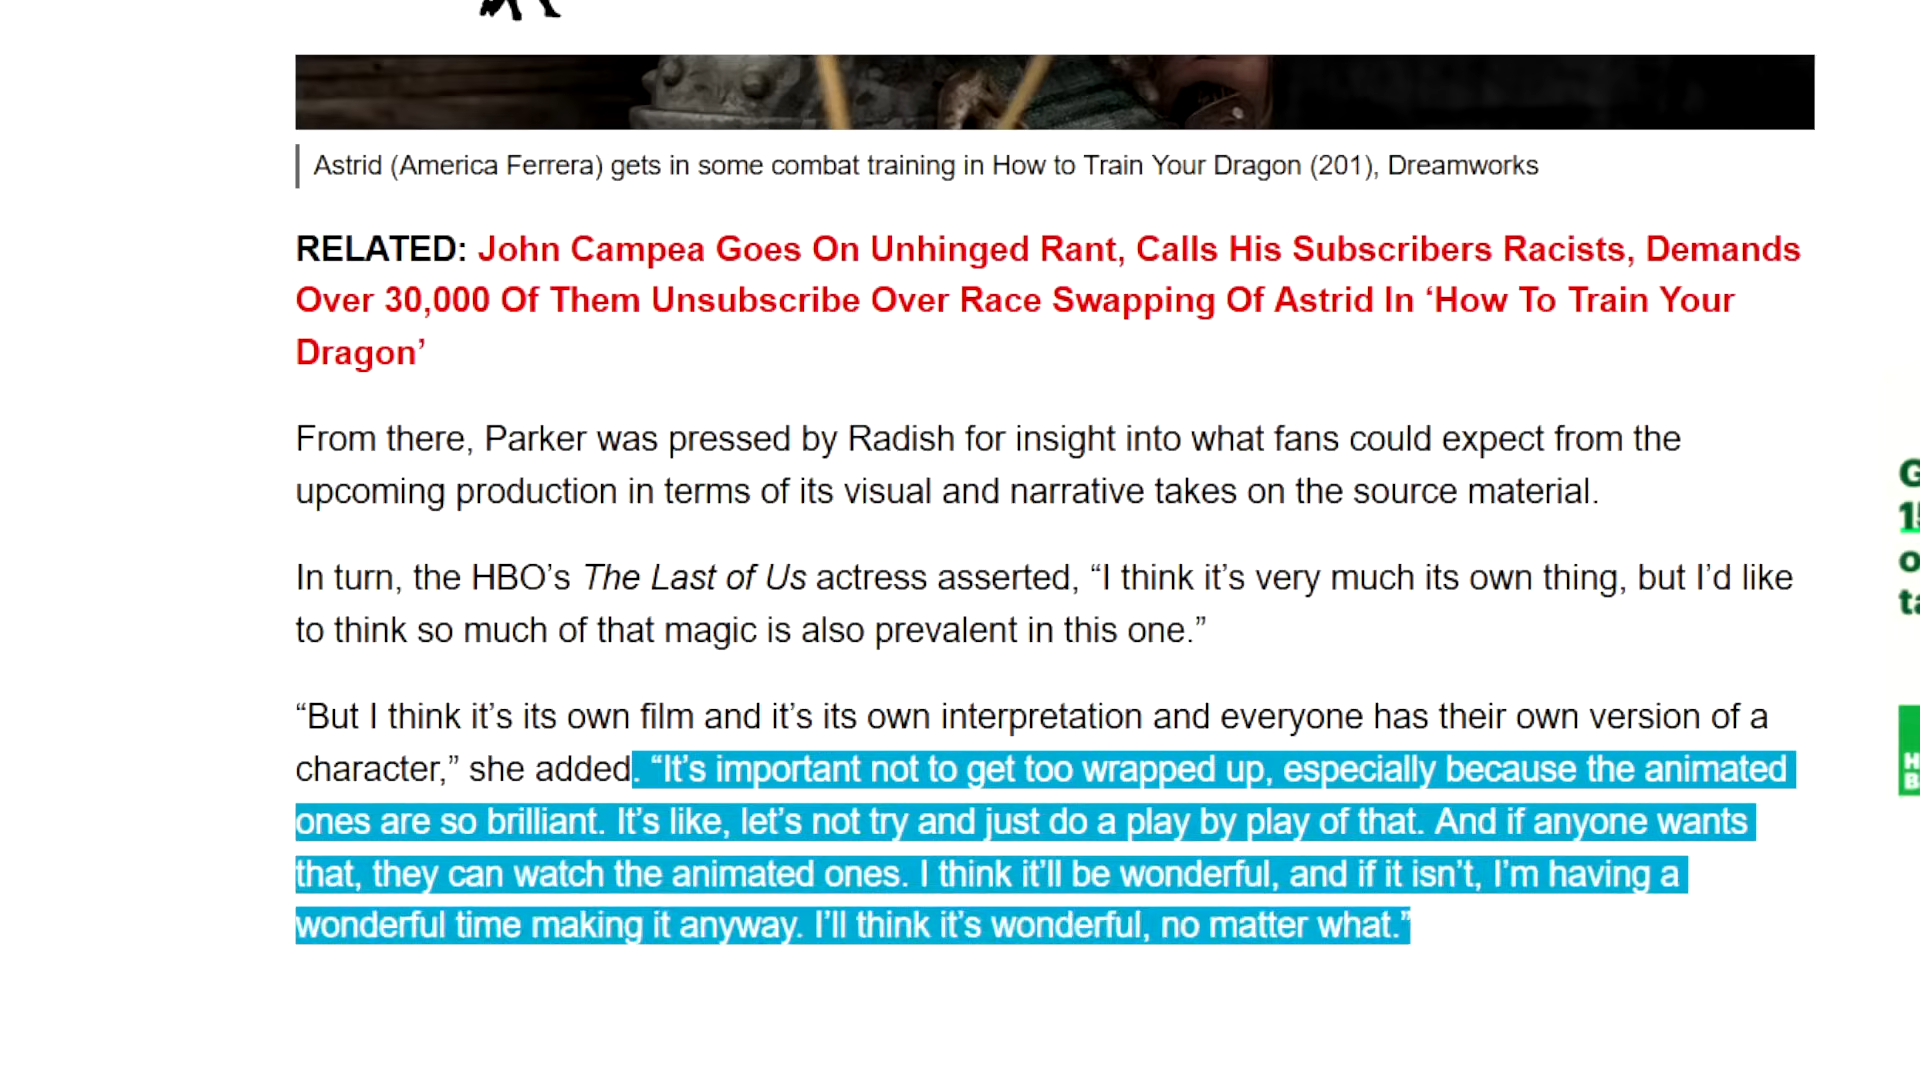 Astrid (America Ferrera) gets in some combat training in How to Train Your Dragon (201), Dreamworks
RELATED: John Campea Goes On Unhinged Rant, Calls His Subscribers Racists, Demands
Over 30,000 Of Them Unsubscribe Over Race Swapping Of Astrid In ‘How To Train Your
Dragon’
From there, Parker was pressed by Radish for insight into what fans could expect from the
upcoming production in terms of its visual and narrative takes on the source material.
In turn, the HBO’s The Last of Us actress asserted, “I think it’s very much its own thing, but I’d like
to think so much of that magic is also prevalent in this one.”
“But I think it’s its own film and it’s its own interpretation and everyone has their own version of a
character,” she added. “It’s important not to get too wrapped up, especially because the animated
ones are so brilliant. It’s like, let’s not try and just do a play by play of that. And if anyone wants
that, they can watch the animated ones. I think it’ll be wonderful, and if it isn’t, I’m having a
wonderful time making it anyway. I’ll think it’s wonderful, no matter what.”